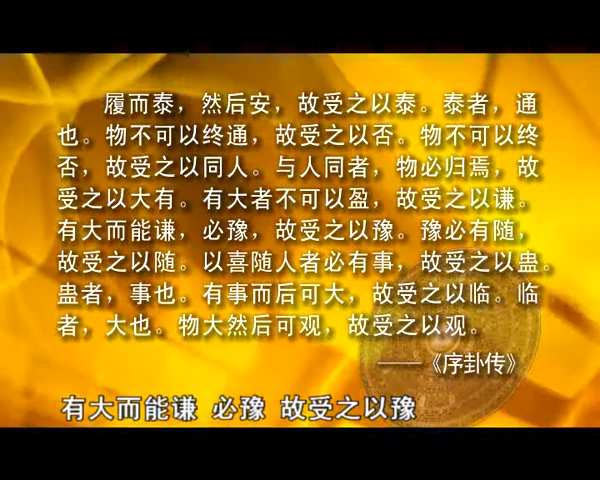 履而泰，然后安，故受之以泰。泰者，通
也。物不可以终通，故受之以否。物不可以终
否，故受之以同人。与人同者，物必归焉，故
受之以大有。有大者不可以盈，故受之以谦。
有大而能谦，必豫，故受之以豫。豫必有随，
故受之以随。以喜随人者必有事，故受之以蛊。
蛊者，事也。有事而后可大，故受之以临。临
者，大也。物大然后可观，故受之以观。
——《序卦传》
有大而能谦 必豫 故受之以豫